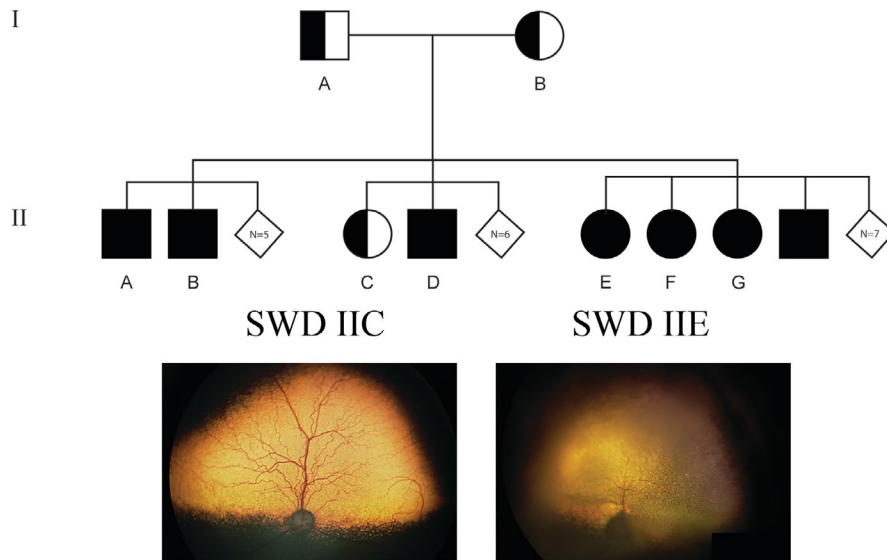 I
A B
II
N=5 N=6 N=7
A B C D E F G
SWD IIC SWD IIE